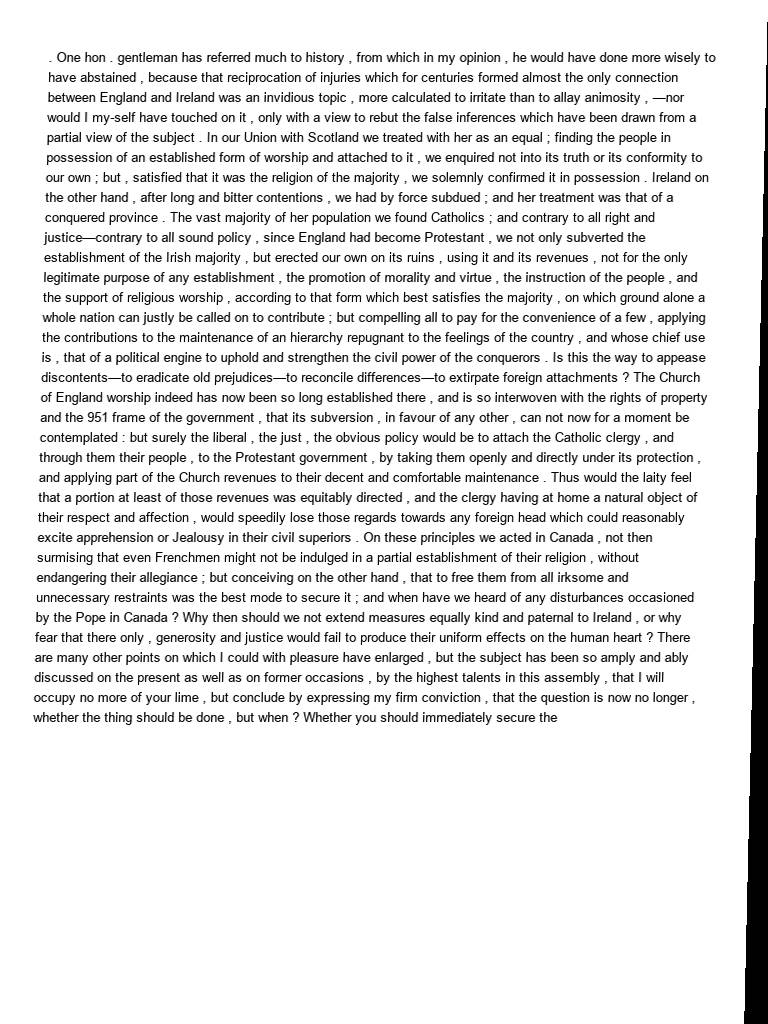 . One hon . gentleman has referred much to history , from which in my opinion , he would have done more wisely to
have abstained , because that reciprocation of injuries which for centuries formed almost the only connection
between England and Ireland was an invidious topic , more calculated to irritate than to allay animosity , —nor
would I my-self have touched on it , only with a view to rebut the false inferences which have been drawn from a
partial view of the subject . In our Union with Scotland we treated with her as an equal ; finding the people in
possession of an established form of worship and attached to it , we enquired not into its truth or its conformity to
our own ; but , satisfied that it was the religion of the majority , we solemnly confirmed it in possession . Ireland on
the other hand , after long and bitter contentions , we had by force subdued ; and her treatment was that of a
conquered province . The vast majority of her population we found Catholics ; and contrary to all right and
justice—contrary to all sound policy , since England had become Protestant , we not only subverted the
establishment of the Irish majority , but erected our own on its ruins , using it and its revenues , not for the only
legitimate purpose of any establishment , the promotion of morality and virtue , the instruction of the people , and
the support of religious worship , according to that form which best satisfies the majority , on which ground alone a
whole nation can justly be called on to contribute ; but compelling all to pay for the convenience of a few , applying
the contributions to the maintenance of an hierarchy repugnant to the feelings of the country , and whose chief use
is , that of a political engine to uphold and strengthen the civil power of the conquerors . Is this the way to appease
discontents—to eradicate old prejudices—to reconcile differences—to extirpate foreign attachments ? The Church
of England worship indeed has now been so long established there , and is so interwoven with the rights of property
and the 951 frame of the government , that its subversion , in favour of any other , can not now for a moment be
contemplated : but surely the liberal , the just , the obvious policy would be to attach the Catholic clergy , and
through them their people , to the Protestant government , by taking them openly and directly under its protection ,
and applying part of the Church revenues to their decent and comfortable maintenance . Thus would the laity feel
that a portion at least of those revenues was equitably directed , and the clergy having at home a natural object of
their respect and affection , would speedily lose those regards towards any foreign head which could reasonably
excite apprehension or Jealousy in their civil superiors . On these principles we acted in Canada , not then
surmising that even Frenchmen might not be indulged in a partial establishment of their religion , without
endangering their allegiance ; but conceiving on the other hand , that to free them from all irksome and
unnecessary restraints was the best mode to secure it ; and when have we heard of any disturbances occasioned
by the Pope in Canada ? Why then should we not extend measures equally kind and paternal to Ireland , or why
fear that there only , generosity and justice would fail to produce their uniform effects on the human heart ? There
are many other points on which I could with pleasure have enlarged , but the subject has been so amply and ably
discussed on the present as well as on former occasions , by the highest talents in this assembly , that I will
occupy no more of your lime , but conclude by expressing my firm conviction , that the question is now no longer ,
whether the thing should be done , but when ? Whether you should immediately secure the